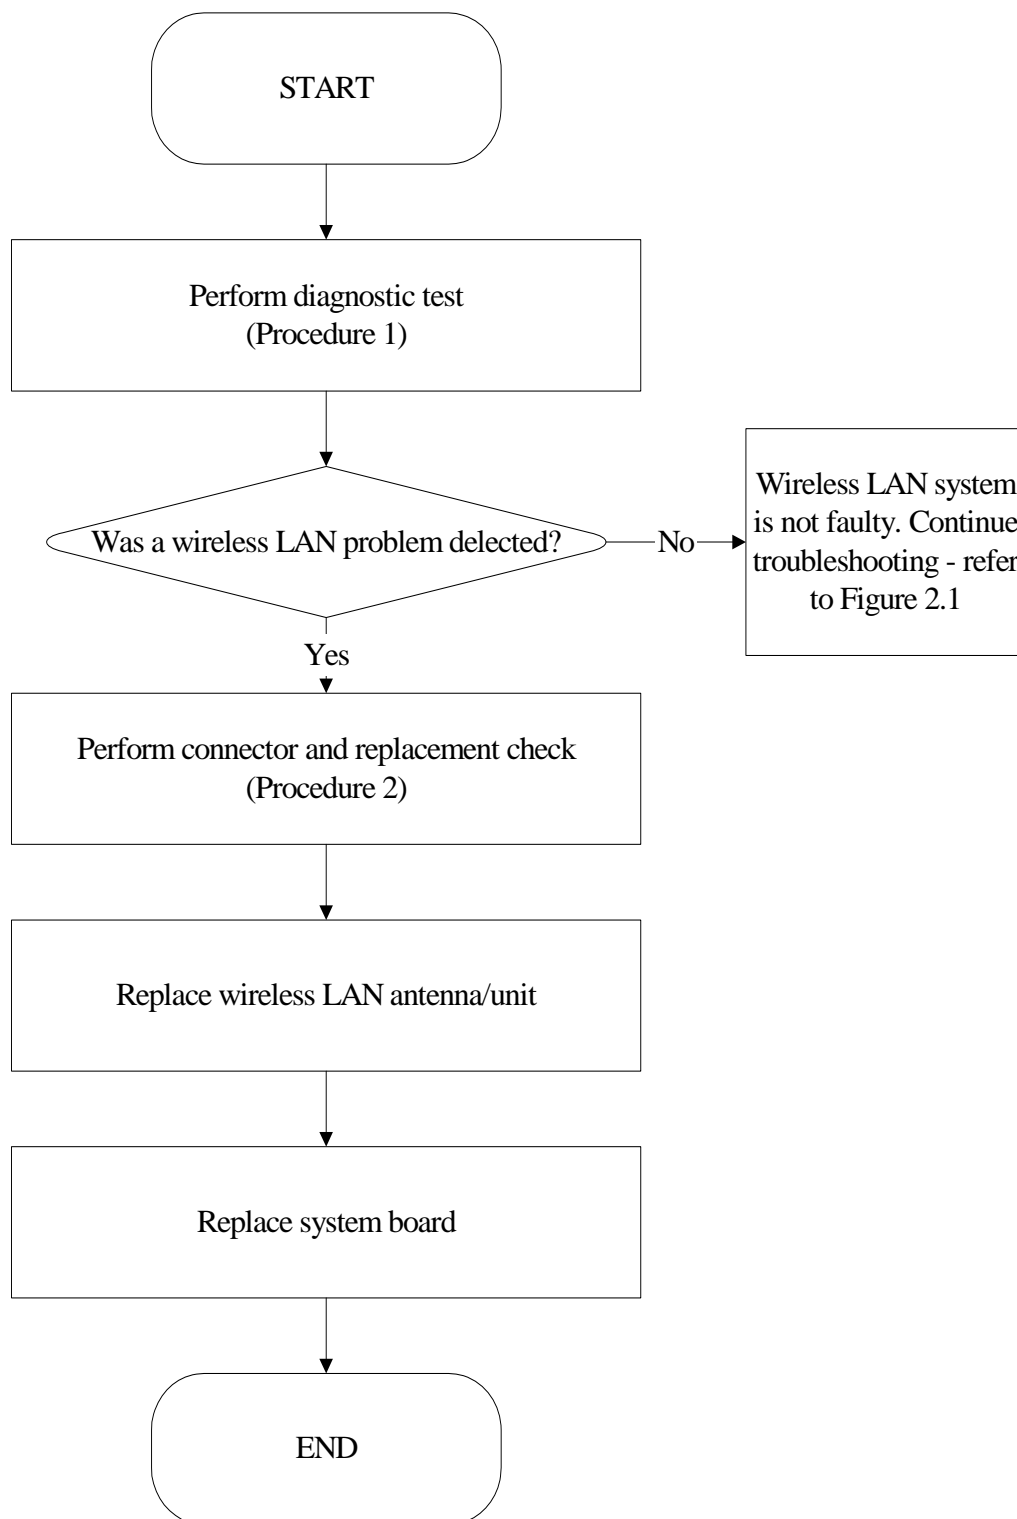 START
Perform diagnostic test
(Procedure 1)
Was a wireless LAN problem delected?
No
Wireless LAN system
is not faulty. Continue
troubleshooting - refer
to Figure 2.1
Yes
Perform connector and replacement check
(Procedure 2)
Replace wireless LAN antenna/unit
Replace system board
END